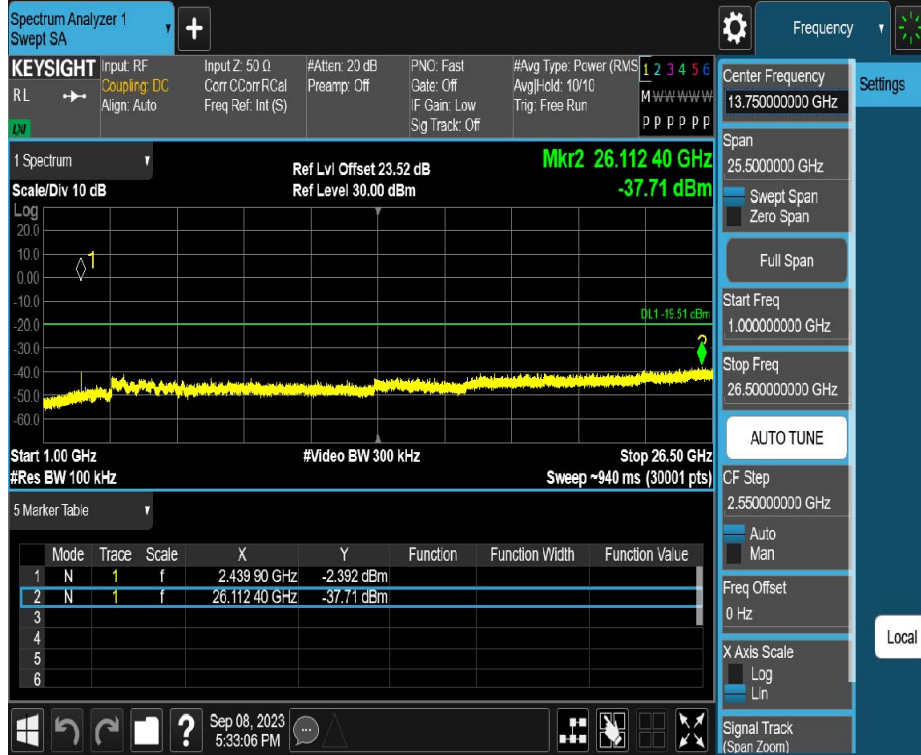 Spectrum Analyzer 1
Swept SA
Frequency
KEYSIGHT
RL
LXI
Input: RF
Coupling: DC
Align: Auto
Input Z: 50 Ω
Corr CCorr RCal
Freq Ref: Int (S)
#Atten: 20 dB
Preamp: Off
PNO: Fast
Gate: Off
IF Gain: Low
Sig Track: Off
#Avg Type: Power (RMS
Avg|Hold: 10/10
Trig: Free Run
1 2 3 4 5 6
M W W W W W
P P P P P P
Center Frequency
13.750000000 GHz
Settings
1 Spectrum
Scale/Div 10 dB
Ref Lvl Offset 23.52 dB
Ref Level 30.00 dBm
Mkr2 26.112 40 GHz
-37.71 dBm
Span
25.5000000 GHz
Swept Span
Zero Span
Full Span
Start Freq
1.000000000 GHz
Stop Freq
26.500000000 GHz
AUTO TUNE
CF Step
2.550000000 GHz
Auto
Man
Freq Offset
0 Hz
X Axis Scale
Log
Lin
Signal Track
(Span Zoom)
Local
Log
20.0
10.0
0.00
-10.0
-20.0
-30.0
-40.0
-50.0
-60.0
1
DL1 -19.51 dBm
2
Start 1.00 GHz
#Video BW 300 kHz
Stop 26.50 GHz
#Res BW 100 kHz
Sweep ~940 ms (30001 pts)
5 Marker Table
Mode Trace Scale X Y Function Function Width Function Value
1 N 1 f 2.439 90 GHz -2.392 dBm
2 N 1 f 26.112 40 GHz -37.71 dBm
3
4
5
6
?
Sep 08, 2023
5:33:06 PM